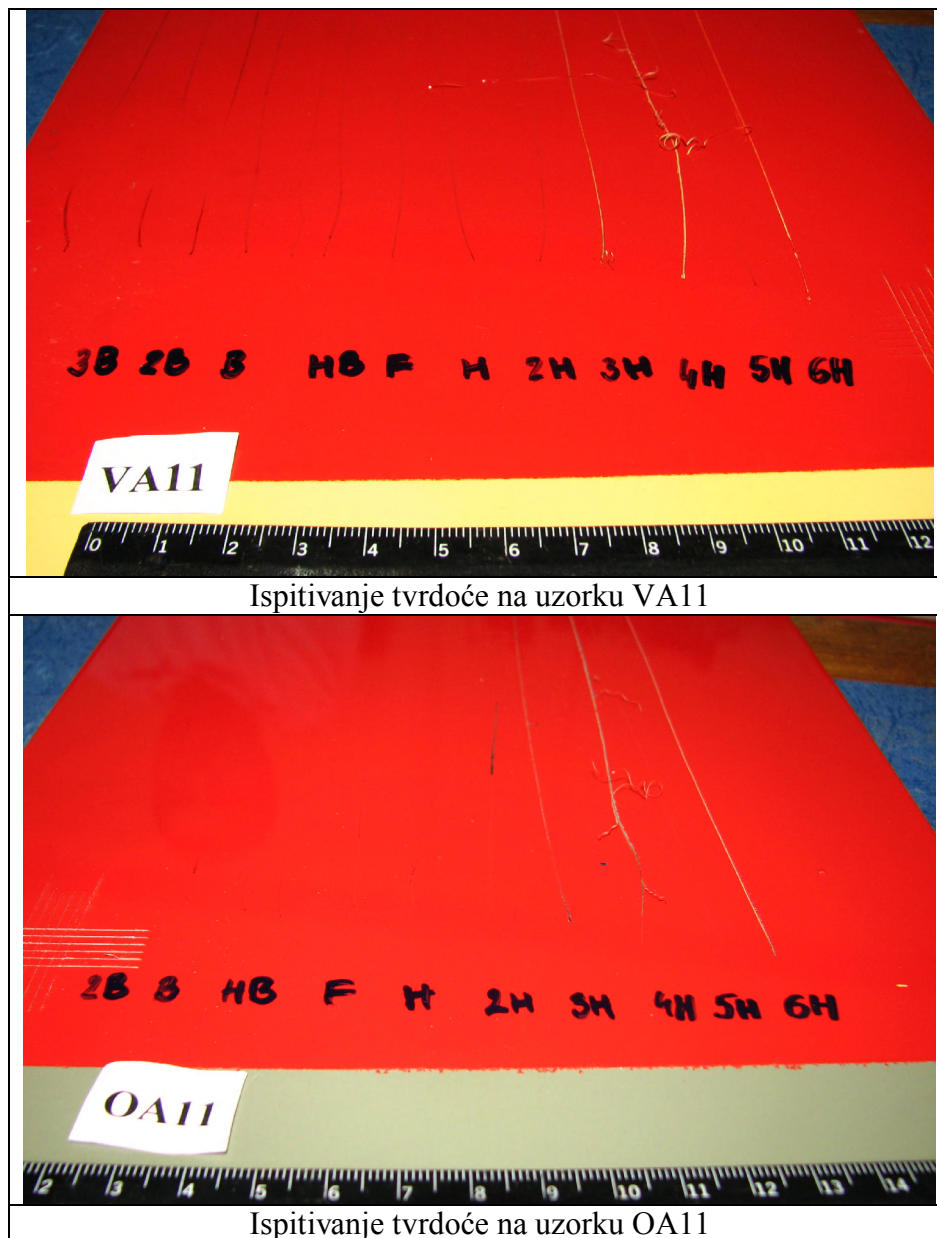 3B 2B B HB F H 2H 3H 4H 5H 6H
VA11
0 1 2 3 4 5 6 7 8 9 10 11 12
Ispitivanje tvrdoće na uzorku VA11
2B B HB F H 2H 3H 4H 5H 6H
OA11
2 3 4 5 6 7 8 9 10 11 12 13 14
Ispitivanje tvrdoće na uzorku OA11